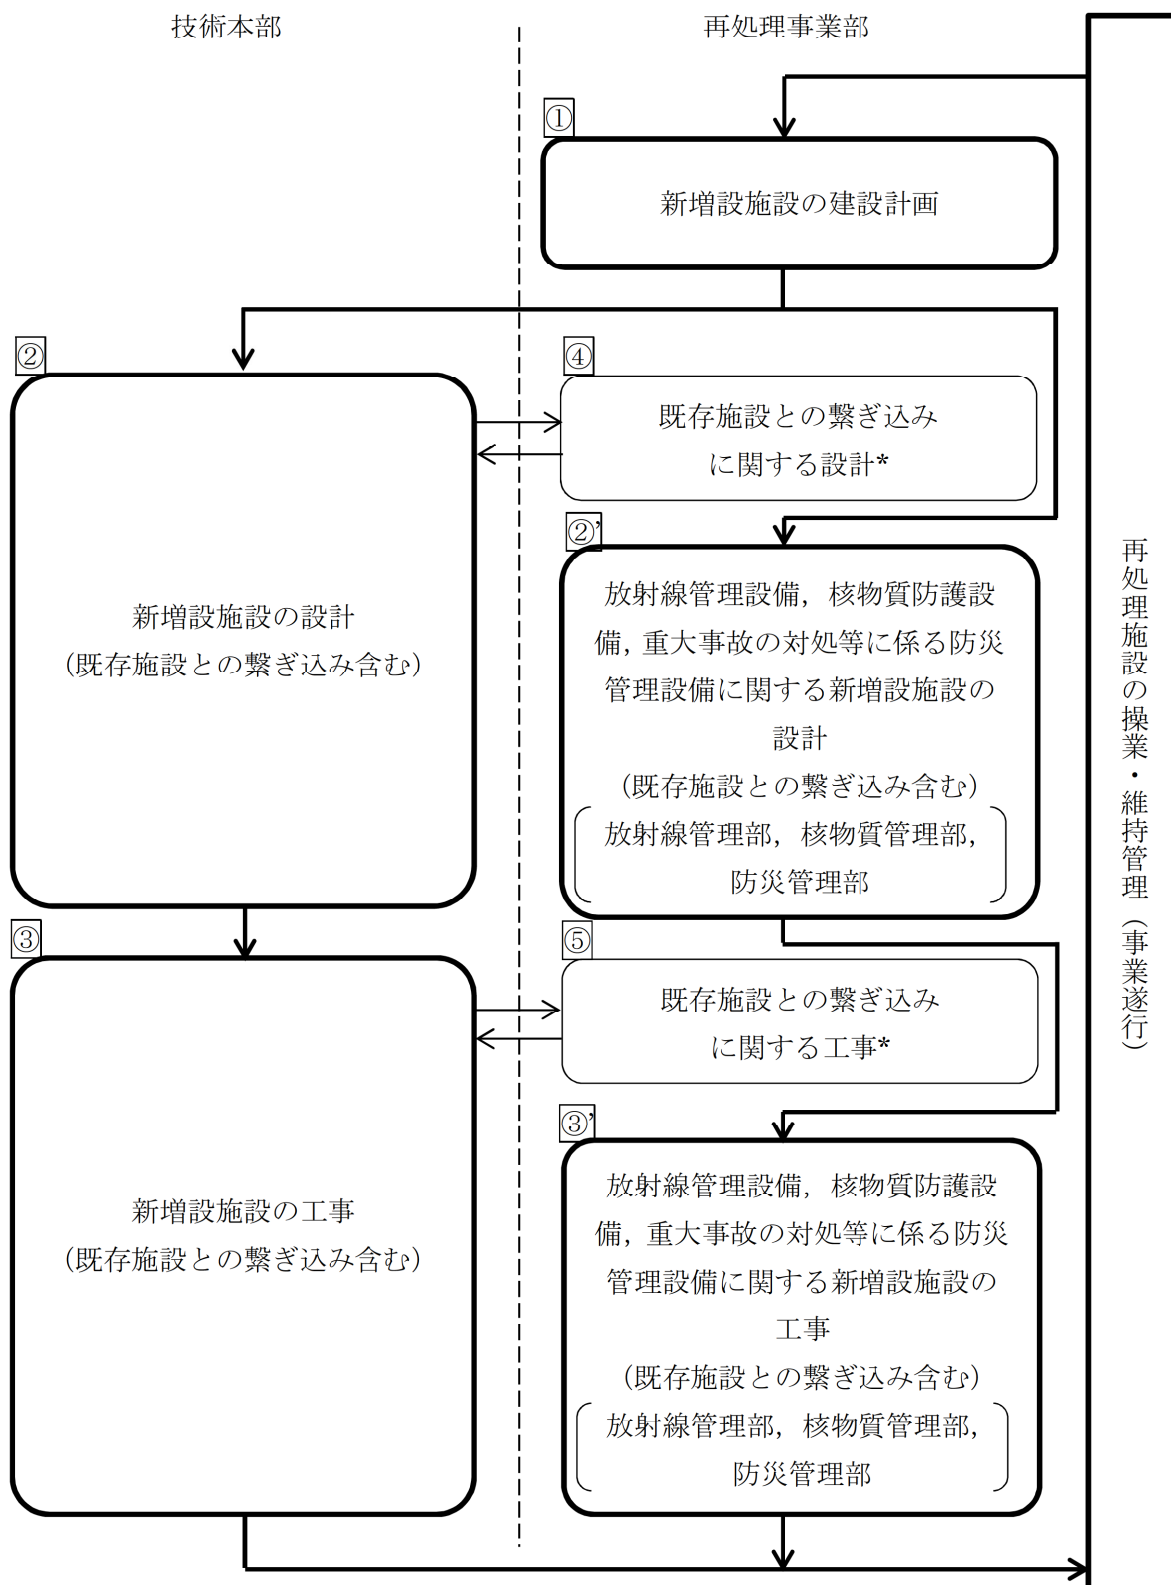 技術本部
再処理事業部
①
新増設施設の建設計画
②
新増設施設の設計
（既存施設との繋ぎ込み含む）
④
既存施設との繋ぎ込み
に関する設計*
②’
放射線管理設備，核物質防護設
備，重大事故の対処等に係る防災
管理設備に関する新増設施設の
設計
（既存施設との繋ぎ込み含む）
放射線管理部，核物質管理部，
防災管理部
③
新増設施設の工事
（既存施設との繋ぎ込み含む）
⑤
既存施設との繋ぎ込み
に関する工事*
③’
放射線管理設備，核物質防護設
備，重大事故の対処等に係る防災
管理設備に関する新増設施設の
工事
（既存施設との繋ぎ込み含む）
放射線管理部，核物質管理部，
防災管理部
再処理施設の操業・維持管理（事業遂行）